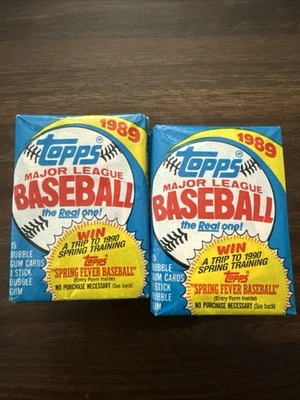 1989
Topps
MAJOR LEAGUE
BASEBALL
the Real one!
WIN
A TRIP TO 1990
SPRING TRAINING
Topps
"SPRING FEVER BASEBALL"
(Entry Form Inside)
NO PURCHASE NECESSARY (See back)
15
BUBBLE
GUM CARDS
1 STICK
BUBBLE
GUM
1989
Topps
MAJOR LEAGUE
BASEBALL
the Real one!
WIN
A TRIP TO 1990
SPRING TRAINING
Topps
"SPRING FEVER BASEBALL"
(Entry Form Inside)
NO PURCHASE NECESSARY (See back)
5
BUBBLE
GUM CARDS
STICK
BUBBLE
GUM